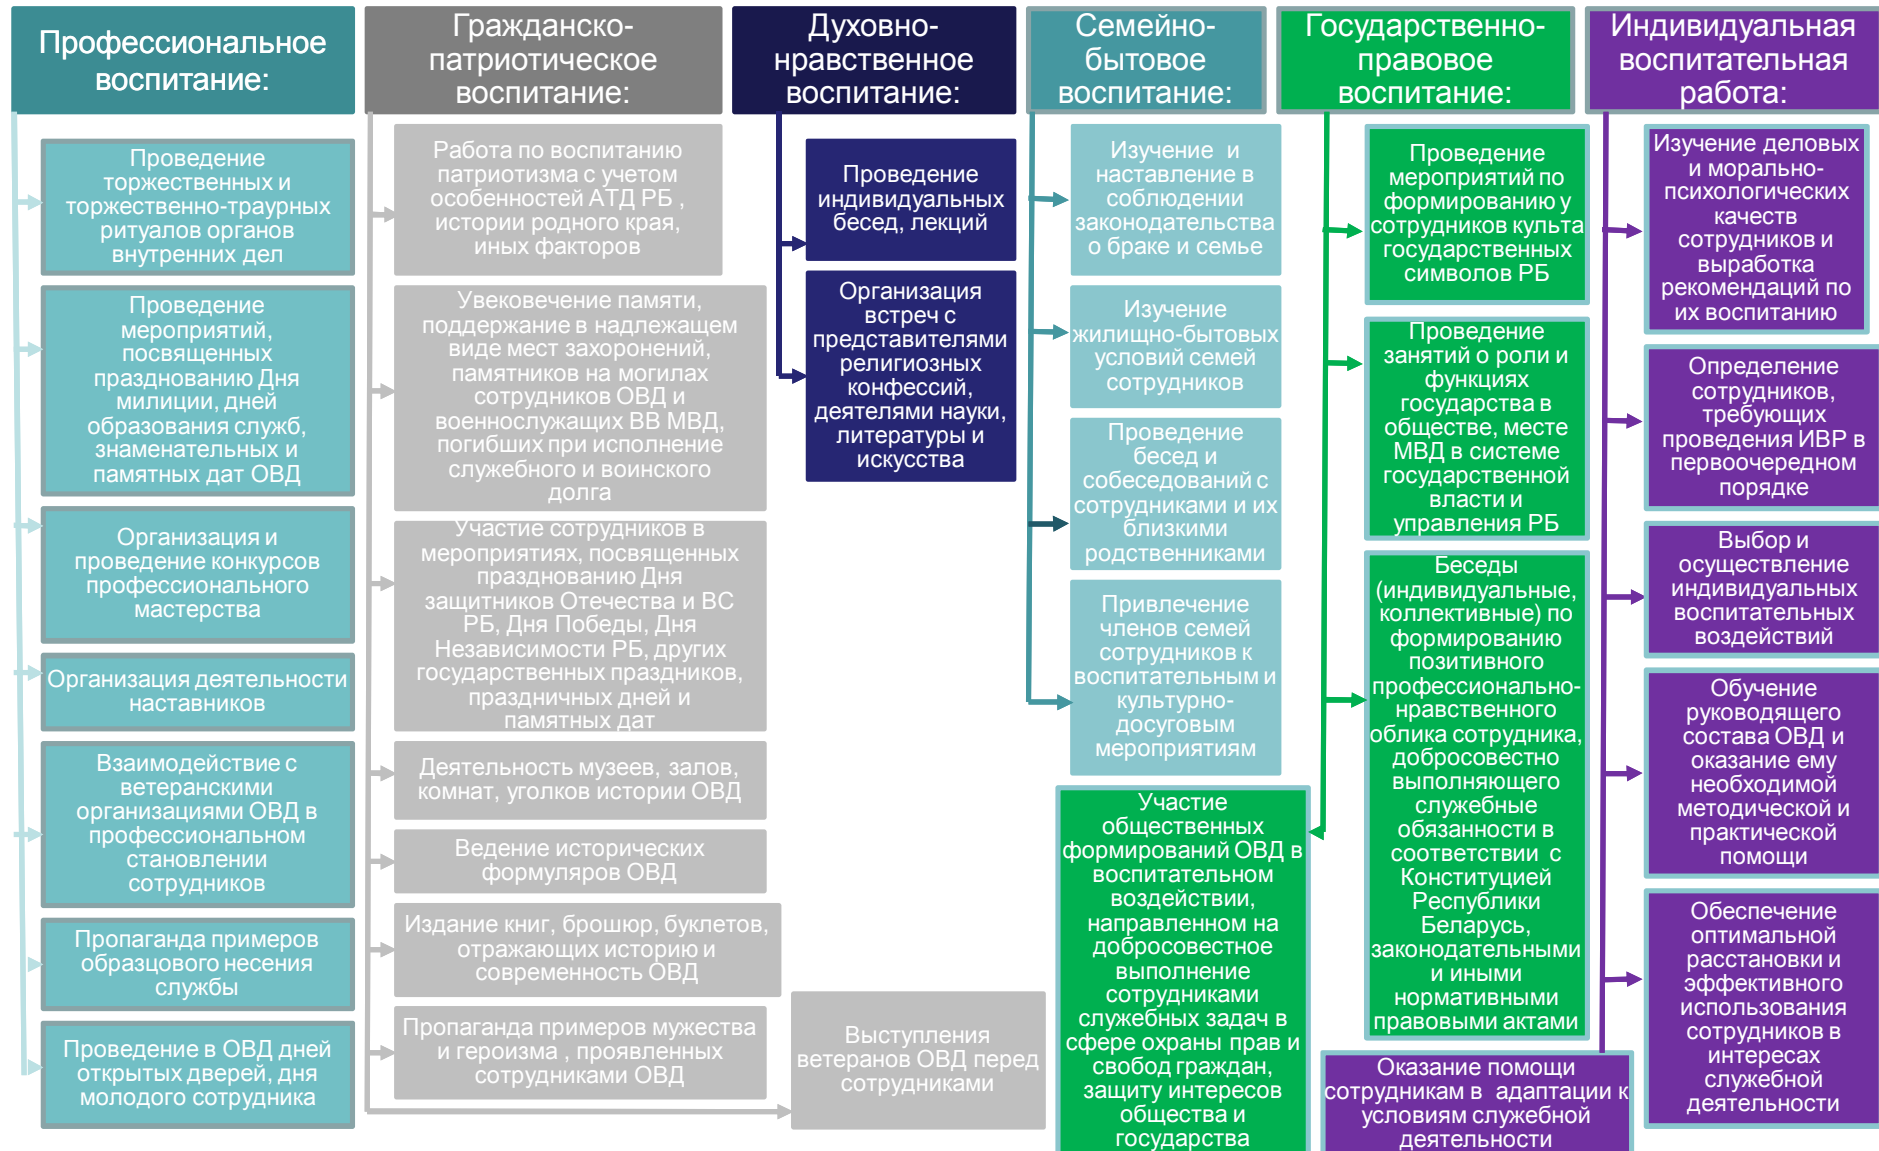 Профессиональное
воспитание:
Проведение
торжественных и
торжественно-траурных
ритуалов органов
внутренних дел
Проведение
мероприятий,
посвященных
празднованию Дня
милиции, дней
образования служб,
знаменательных и
памятных дат ОВД
Организация и
проведение конкурсов
профессионального
мастерства
Организация деятельности
наставников
Взаимодействие с
ветеранскими
организациями ОВД в
профессиональном
становлении
сотрудников
Пропаганда примеров
образцового несения
службы
Проведение в ОВД дней
открытых дверей, дня
молодого сотрудника
Гражданско-
патриотическое
воспитание:
Работа по воспитанию
патриотизма с учетом
особенностей АТД РБ ,
истории родного края,
иных факторов
Увековечение памяти,
поддержание в надлежащем
виде мест захоронений,
памятников на могилах
сотрудников ОВД и
военнослужащих ВВ МВД,
погибших при исполнение
служебного и воинского
долга
Участие сотрудников в
мероприятиях, посвященных
празднованию Дня
защитников Отечества и ВС
РБ, Дня Победы, Дня
Независимости РБ, других
государственных праздников,
праздничных дней и
памятных дат
Деятельность музеев, залов,
комнат, уголков истории ОВД
Ведение исторических
формуляров ОВД
Издание книг, брошюр, буклетов,
отражающих историю и
современность ОВД
Пропаганда примеров мужества
и героизма , проявленных
сотрудниками ОВД
Выступления
ветеранов ОВД перед
сотрудниками
Духовно-
нравственное
воспитание:
Проведение
индивидуальных
бесед, лекций
Организация
встреч с
представителями
религиозных
конфессий,
деятелями науки,
литературы и
искусства
Семейно-
бытовое
воспитание:
Изучение и
наставление в
соблюдении
законодательства
о браке и семье
Изучение
жилищно-бытовых
условий семей
сотрудников
Проведение
бесед и
собеседований с
сотрудниками и их
близкими
родственниками
Привлечение
членов семей
сотрудников к
воспитательным и
культурно-
досуговым
мероприятиям
Государственно-
правовое
воспитание:
Проведение
мероприятий по
формированию у
сотрудников культа
государственных
символов РБ
Проведение
занятий о роли и
функциях
государства в
обществе, месте
МВД в системе
государственной
власти и
управления РБ
Беседы
(индивидуальные,
коллективные) по
формированию
позитивного
профессионально-
нравственного
облика сотрудника,
добросовестно
выполняющего
служебные
обязанности в
соответствии с
Конституцией
Республики
Беларусь,
законодательными
и иными
нормативными
правовыми актами
Участие
общественных
формирований ОВД в
воспитательном
воздействии,
направленном на
добросовестное
выполнение
сотрудниками
служебных задач в
сфере охраны прав и
свобод граждан,
защиту интересов
общества и
государства
Индивидуальная
воспитательная
работа:
Изучение деловых
и морально-
психологических
качеств
сотрудников и
выработка
рекомендаций по
их воспитанию
Определение
сотрудников,
требующих
проведения ИВР в
первоочередном
порядке
Выбор и
осуществление
индивидуальных
воспитательных
воздействий
Обучение
руководящего
состава ОВД и
оказание ему
необходимой
методической и
практической
помощи
Обеспечение
оптимальной
расстановки и
эффективного
использования
сотрудников в
интересах
служебной
деятельности
Оказание помощи
сотрудникам в адаптации к
условиям служебной
деятельности